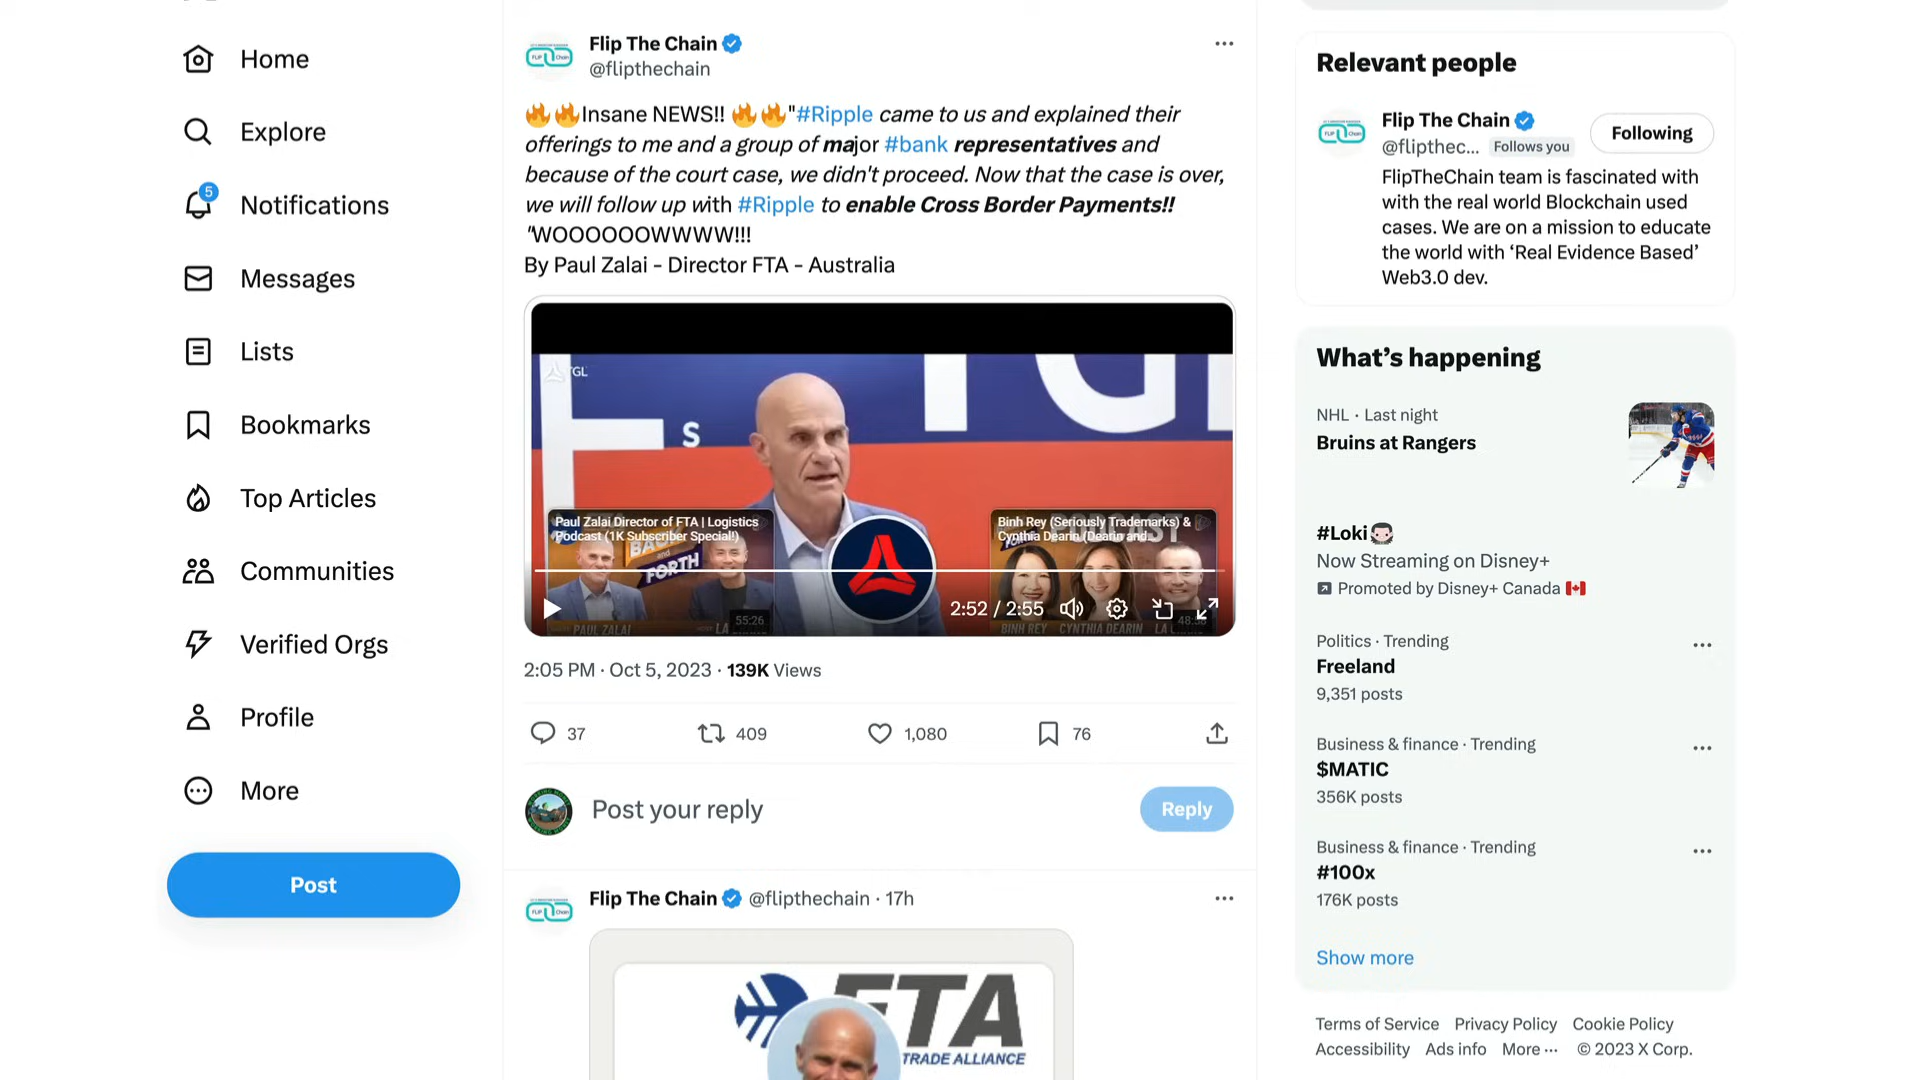 Home
Explore
5
Notifications
Messages
Lists
Bookmarks
Top Articles
Communities
Verified Orgs
Profile
More
Post
Flip The Chain
@flipthechain
🔥🔥Insane NEWS!! 🔥🔥"#Ripple came to us and explained their
offerings to me and a group of major #bank representatives and
because of the court case, we didn't proceed. Now that the case is over,
we will follow up with #Ripple to enable Cross Border Payments!!
"WOOOOOOWWWW!!!
By Paul Zalai - Director FTA - Australia
TGL
S
Paul Zalai Director of FTA | Logistics
Podcast (1K Subscriber Special!)
FORTH
55:26
PAUL ZALAI
Binh Rey (Seriously Trademarks) &
Cynthia Dearin (Dearin and...
BINH REY CYNTHIA DEARIN
2:52 / 2:55
2:05 PM · Oct 5, 2023 · 139K Views
37
409
1,080
76
Post your reply
Reply
Flip The Chain @flipthechain · 17h
FTA
TRADE ALLIANCE
Relevant people
Flip The Chain
@flipthec... Follows you
Following
FlipTheChain team is fascinated with
with the real world Blockchain used
cases. We are on a mission to educate
the world with ‘Real Evidence Based’
Web3.0 dev.
What’s happening
NHL · Last night
Bruins at Rangers
#Loki
Now Streaming on Disney+
Promoted by Disney+ Canada 🇨🇦
Politics · Trending
Freeland
9,351 posts
Business & finance · Trending
$MATIC
356K posts
Business & finance · Trending
#100x
176K posts
Show more
Terms of Service Privacy Policy Cookie Policy
Accessibility Ads info More ··· © 2023 X Corp.